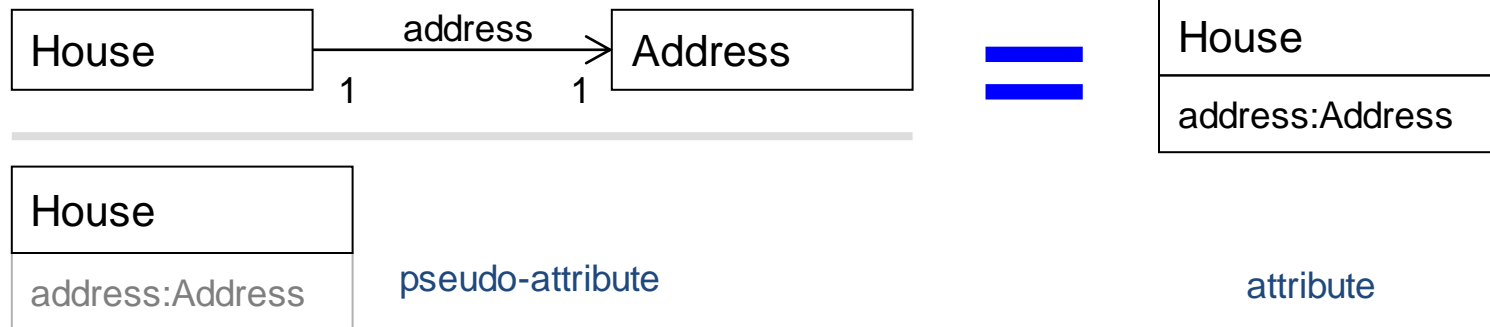 address
House
Address
1
1
House
address:Address
House
address:Address
pseudo-attribute
attribute